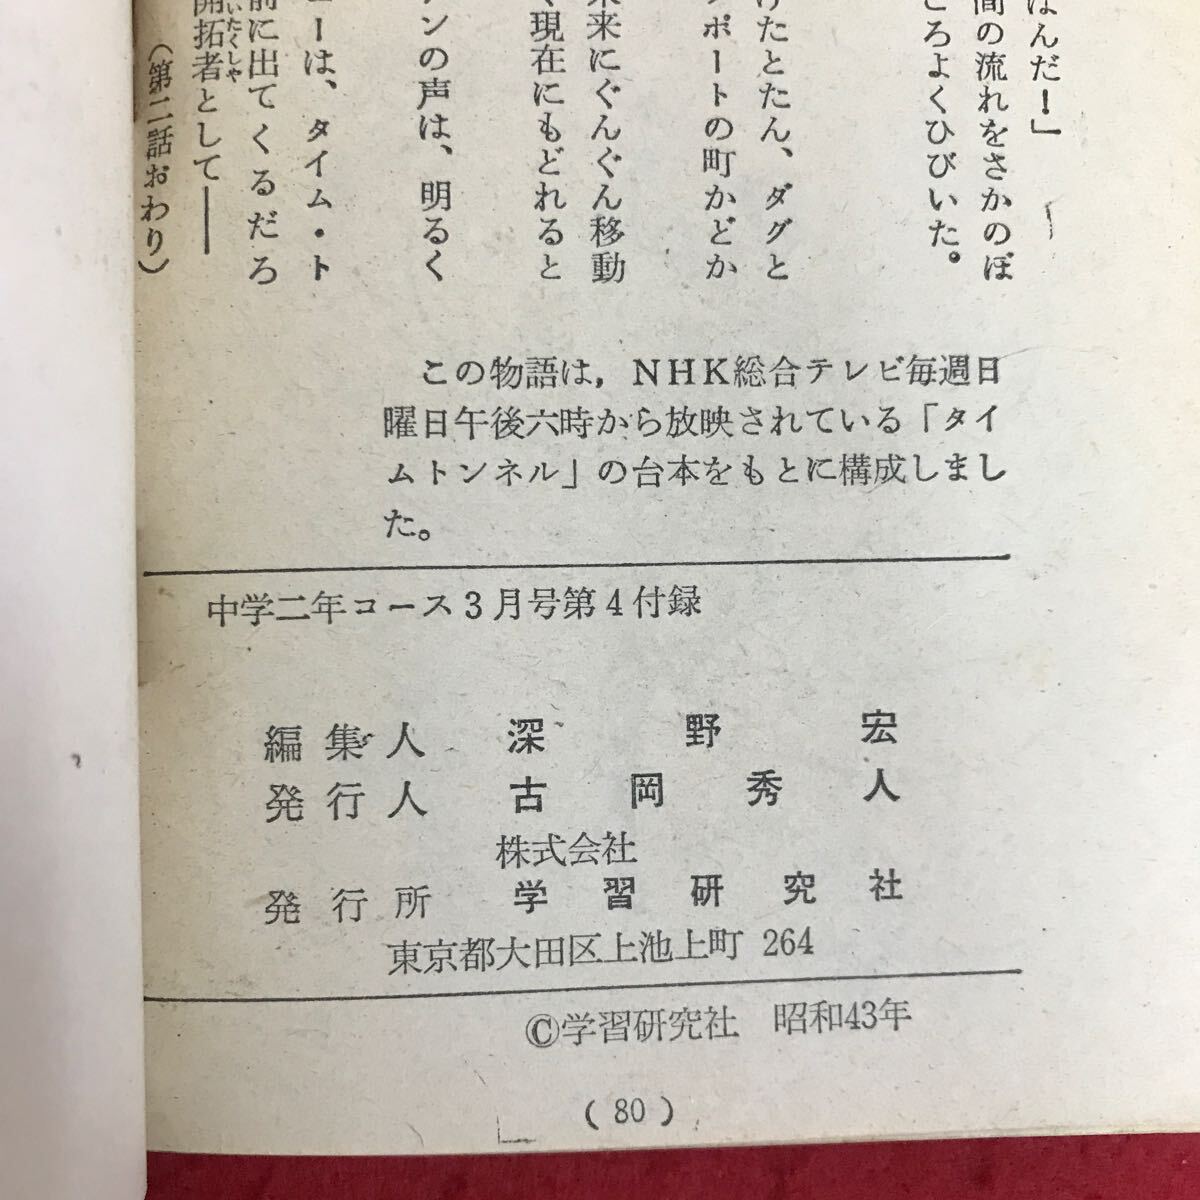 はんだ！」
間の流れをさかのぼ
ころよくひびいた。
けたとたん、ダグと
ポートの町かどか
未来にぐんぐん移動
く現在にもどれると
ンの声は、明るく
ーは、タイム・ト
前に出てくるだろ
開拓者として――
いたくしゃ
（第二話おわり）
この物語は，NHK総合テレビ毎週日
曜日午後六時から放映されている「タイ
ムトンネル」の台本をもとに構成しまし
た。
中学二年コース3月号第4付録
編集人 深野宏
発行人 古岡秀人
株式会社
発行所 学習研究社
東京都大田区上池上町 264
©学習研究社 昭和43年
( 80 )